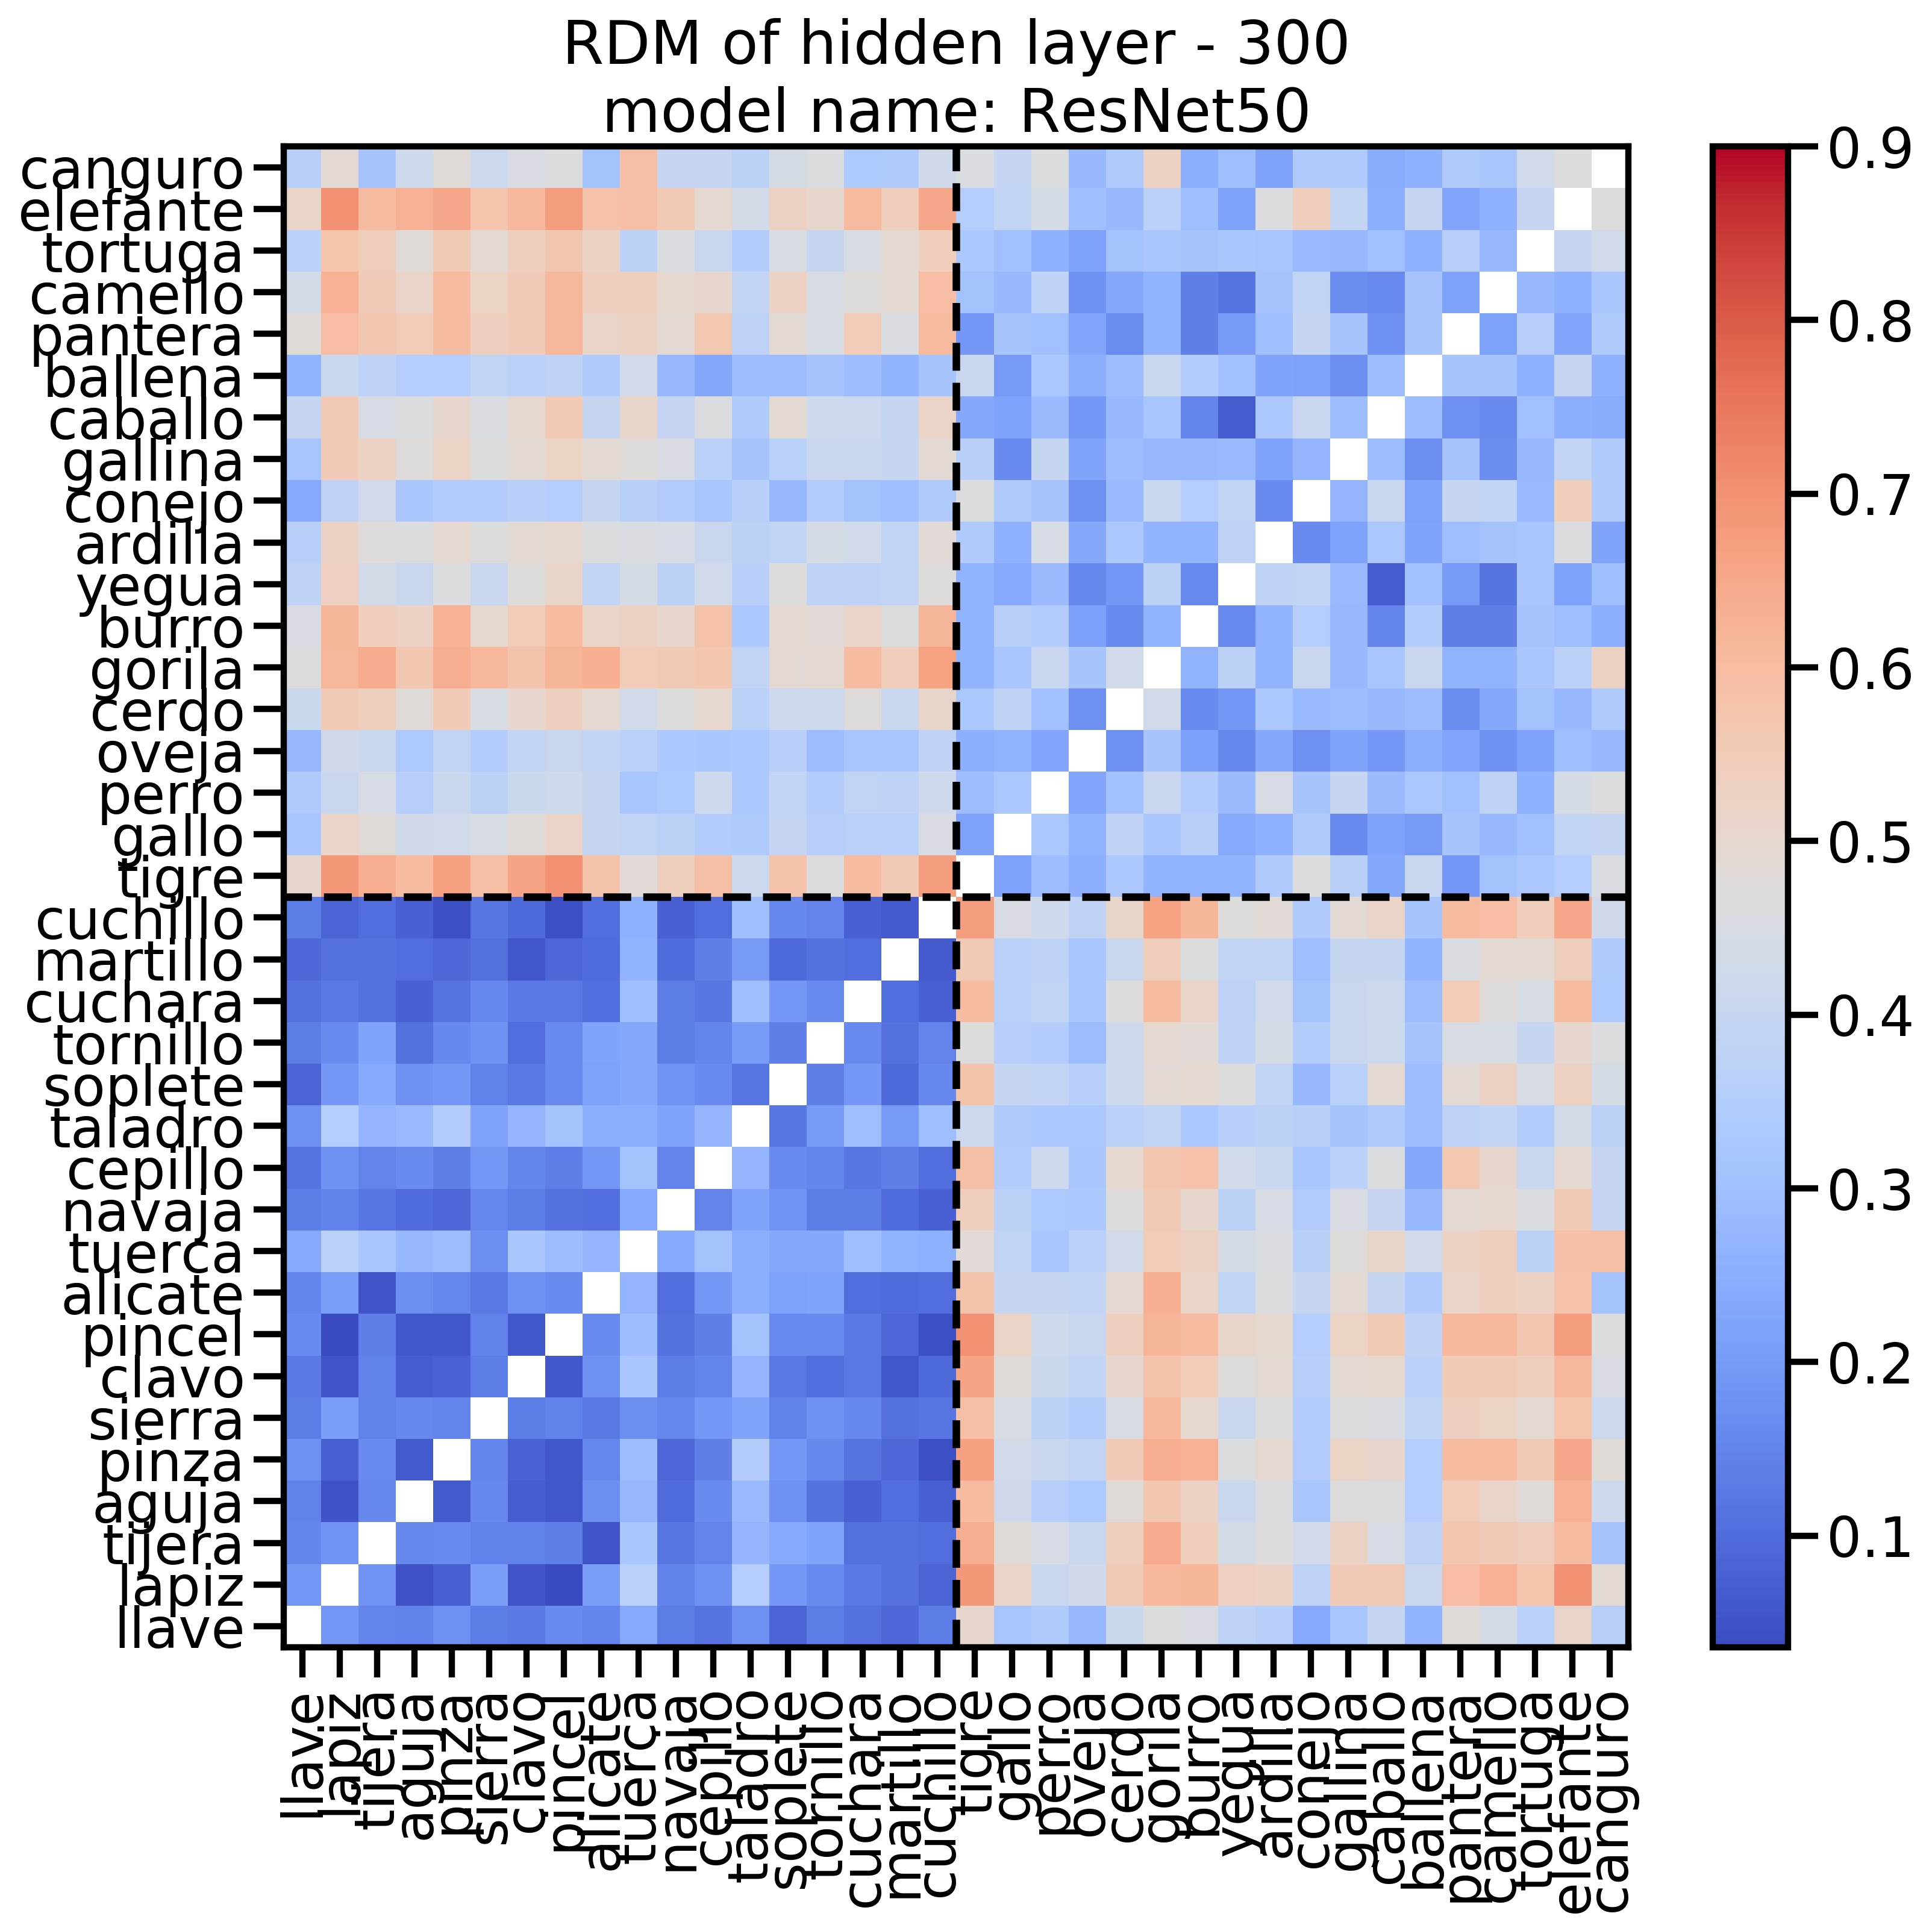 RDM of hidden layer - 300
model name: ResNet50
canguro
elefante
tortuga
camello
pantera
ballena
caballo
gallina
conejo
ardilla
yegua
burro
gorila
cerdo
oveja
perro
gallo
tigre
cuchillo
martillo
cuchara
tornillo
soplete
taladro
cepillo
navaja
tuerca
alicate
pincel
clavo
sierra
pinza
aguja
tijera
lapiz
llave
llave
lapiz
tijera
aguja
pinza
sierra
clavo
pincel
alicate
tuerca
navaja
cepillo
taladro
soplete
tornillo
cuchara
martillo
cuchillo
tigre
gallo
perro
oveja
cerdo
gorila
burro
yegua
ardilla
conejo
gallina
caballo
ballena
pantera
camello
tortuga
elefante
canguro
0.9
0.8
0.7
0.6
0.5
0.4
0.3
0.2
0.1